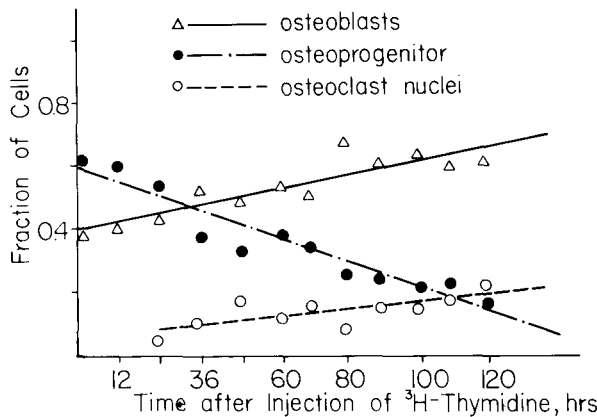 osteoblasts
osteoprogenitor
osteoclast nuclei
Fraction of Cells
0.8
0.4
12 36 60 80 100 120
Time after Injection of ³H-Thymidine, hrs